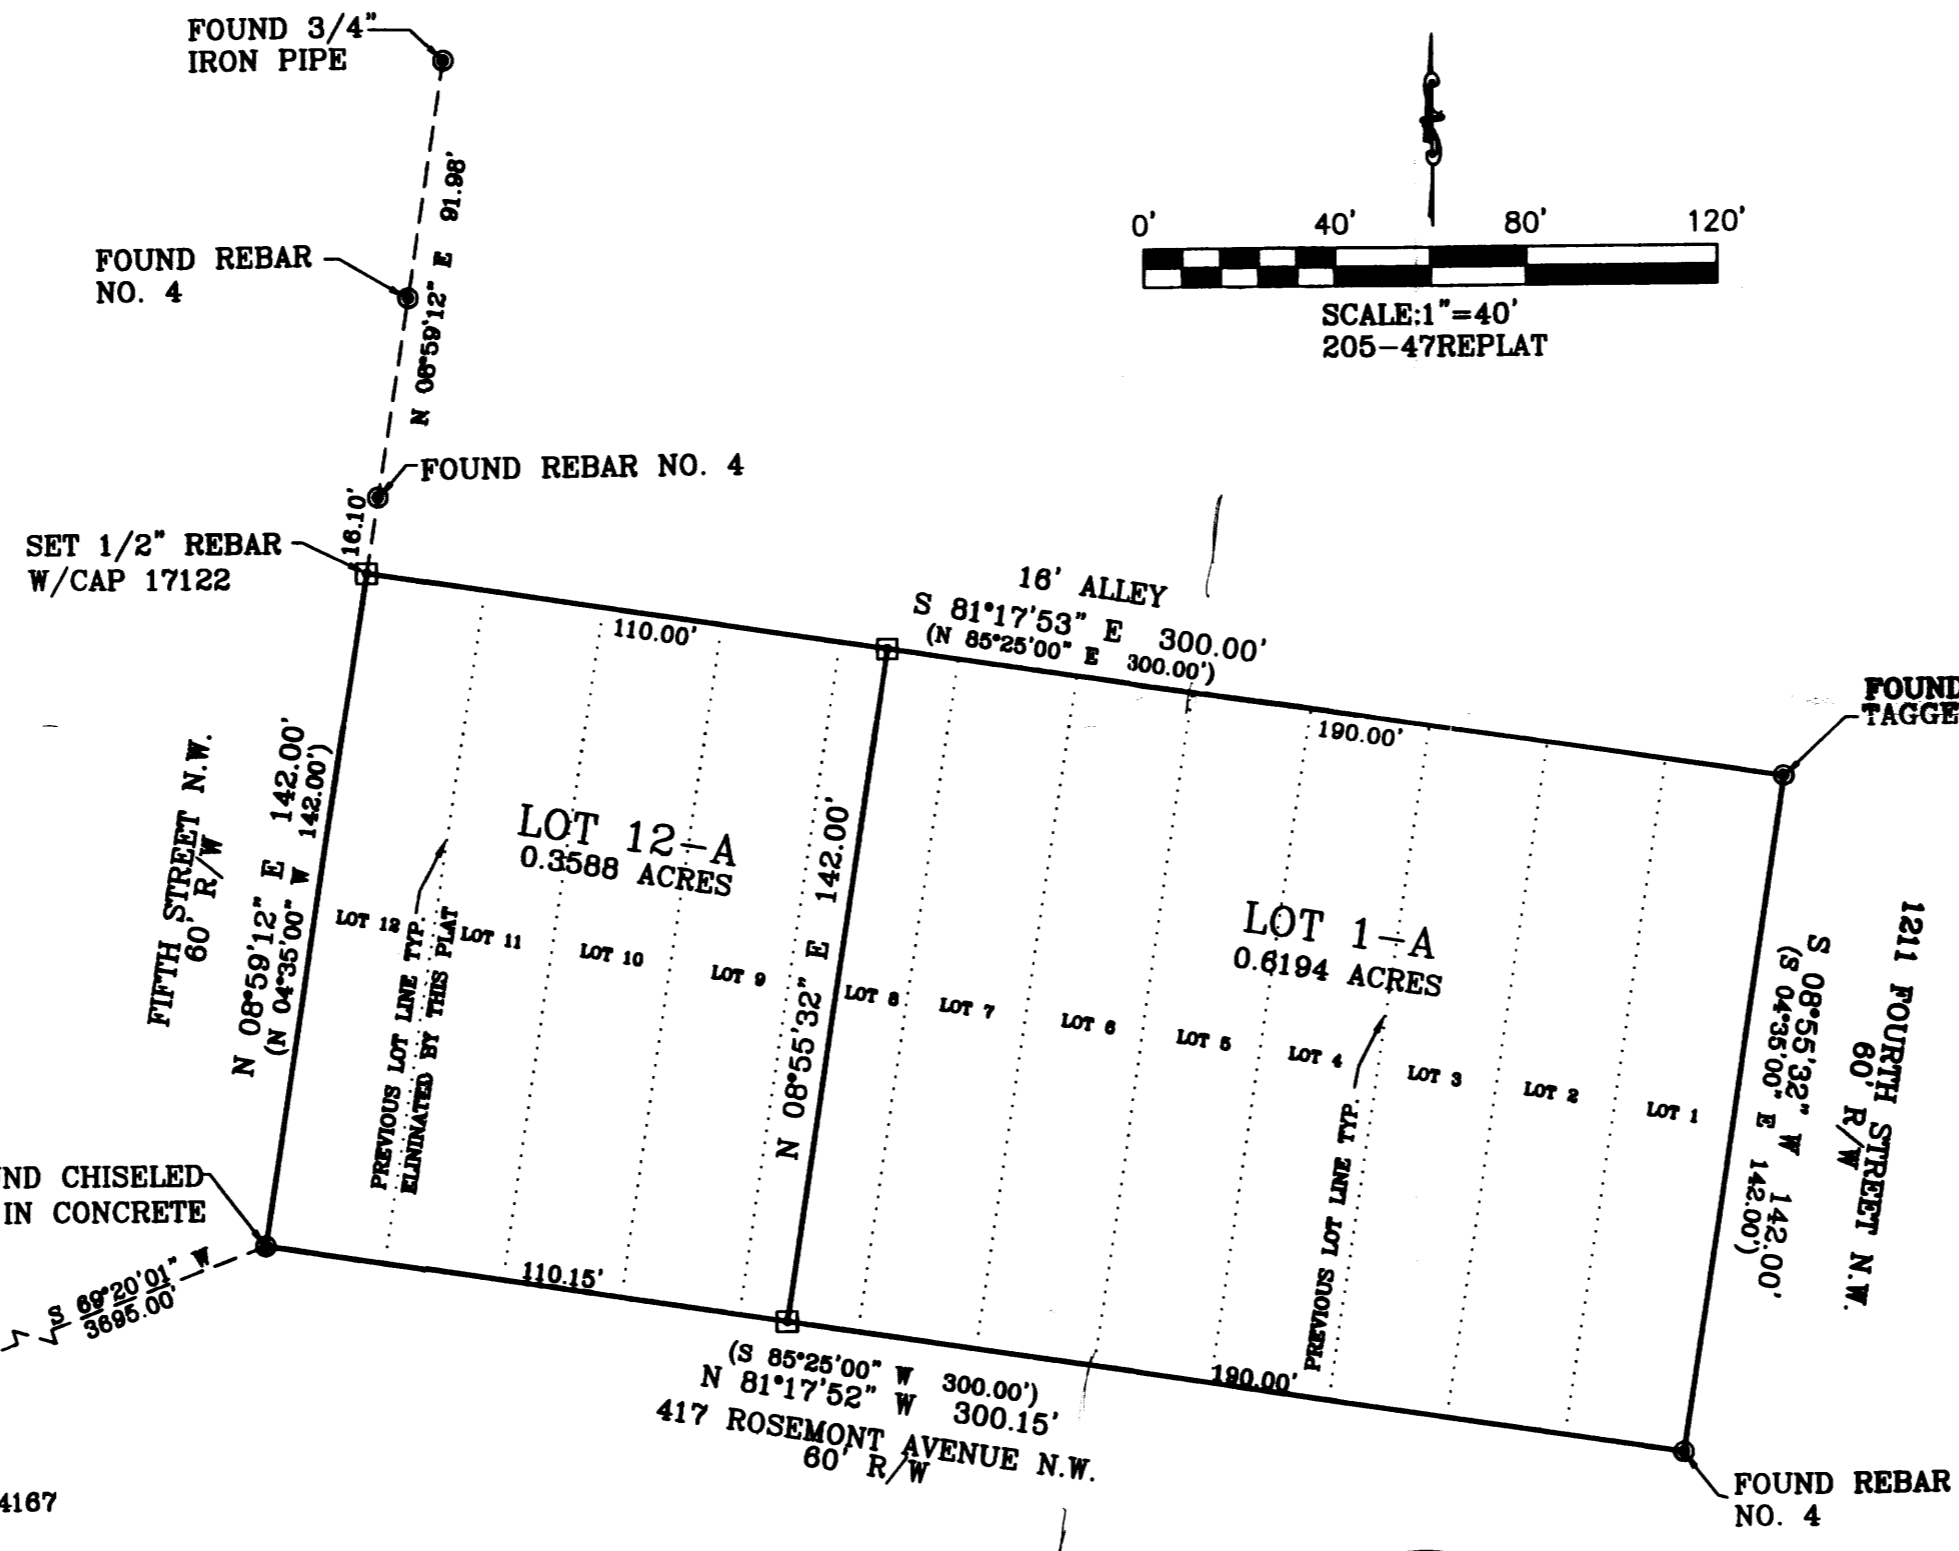 FOUND 3/4"
IRON PIPE
N 08°59'12" E 91.98'
FOUND REBAR
NO. 4
FOUND REBAR NO. 4
16.10'
SET 1/2" REBAR
W/CAP 17122
0' 40' 80' 120'
SCALE:1"=40'
205-47REPLAT
16' ALLEY
S 81°17'53" E 300.00'
(N 85°25'00" E 300.00')
110.00'
190.00'
FOUND
TAGGE
FIFTH STREET N.W.
60' R/W
N 08°59'12" E 142.00'
(N 04°35'00" W 142.00')
LOT 12-A
0.3588 ACRES
LOT 1-A
0.6194 ACRES
N 08°55'32" E 142.00'
LOT 12
LOT 11
LOT 10
LOT 9
LOT 8
LOT 7
LOT 6
LOT 5
LOT 4
LOT 3
LOT 2
LOT 1
PREVIOUS LOT LINE TYP.
ELININATED BY THIS PLAT
PREVIOUS LOT LINE TYP.
1211 FOURTH STREET N.W.
60' R/W
S 08°55'32" W 142.00'
(S 04°35'00" E 142.00')
UND CHISELED
IN CONCRETE
S 69°20'01" W
3695.00'
110.15'
190.00'
(S 85°25'00" W 300.00')
N 81°17'52" W 300.15'
417 ROSEMONT AVENUE N.W.
60' R/W
FOUND REBAR
NO. 4
4167